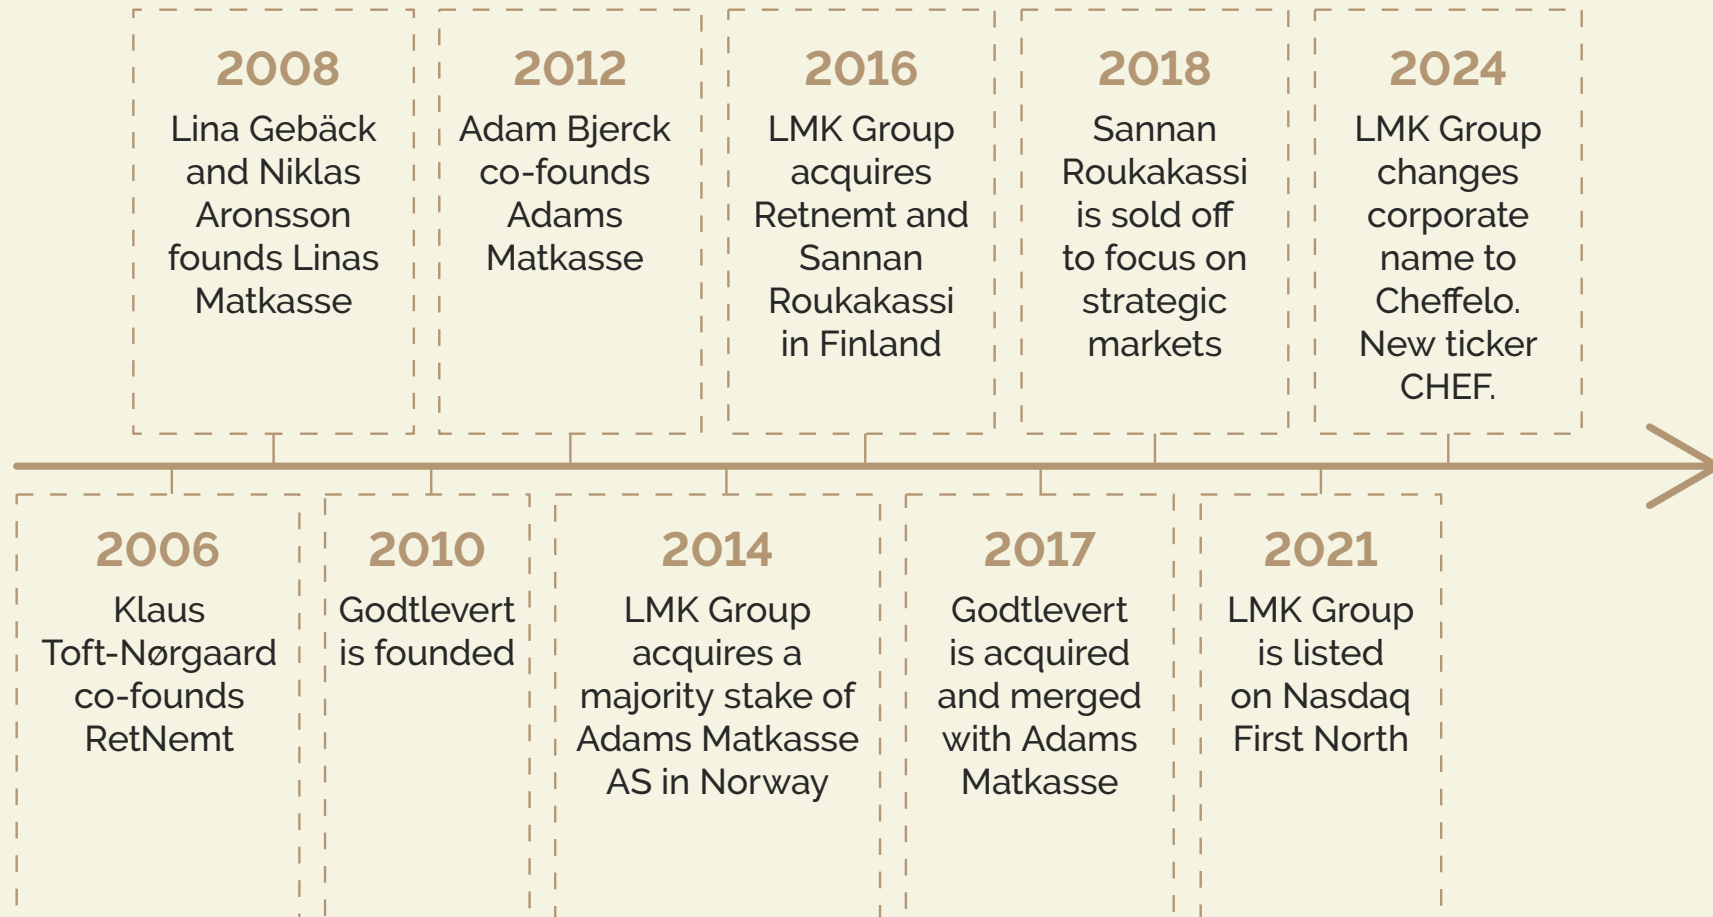 2008
Lina Gebäck
and Niklas
Aronsson
founds Linas
Matkasse
2012
Adam Bjerck
co-founds
Adams
Matkasse
2016
LMK Group
acquires
Retnemt and
Sannan
Roukakassi
in Finland
2018
Sannan
Roukakassi
is sold off
to focus on
strategic
markets
2024
LMK Group
changes
corporate
name to
Cheffelo.
New ticker
CHEF.
2006
Klaus
Toft-Nørgaard
co-founds
RetNemt
2010
Godtlevert
is founded
2014
LMK Group
acquires a
majority stake of
Adams Matkasse
AS in Norway
2017
Godtlevert
is acquired
and merged
with Adams
Matkasse
2021
LMK Group
is listed
on Nasdaq
First North